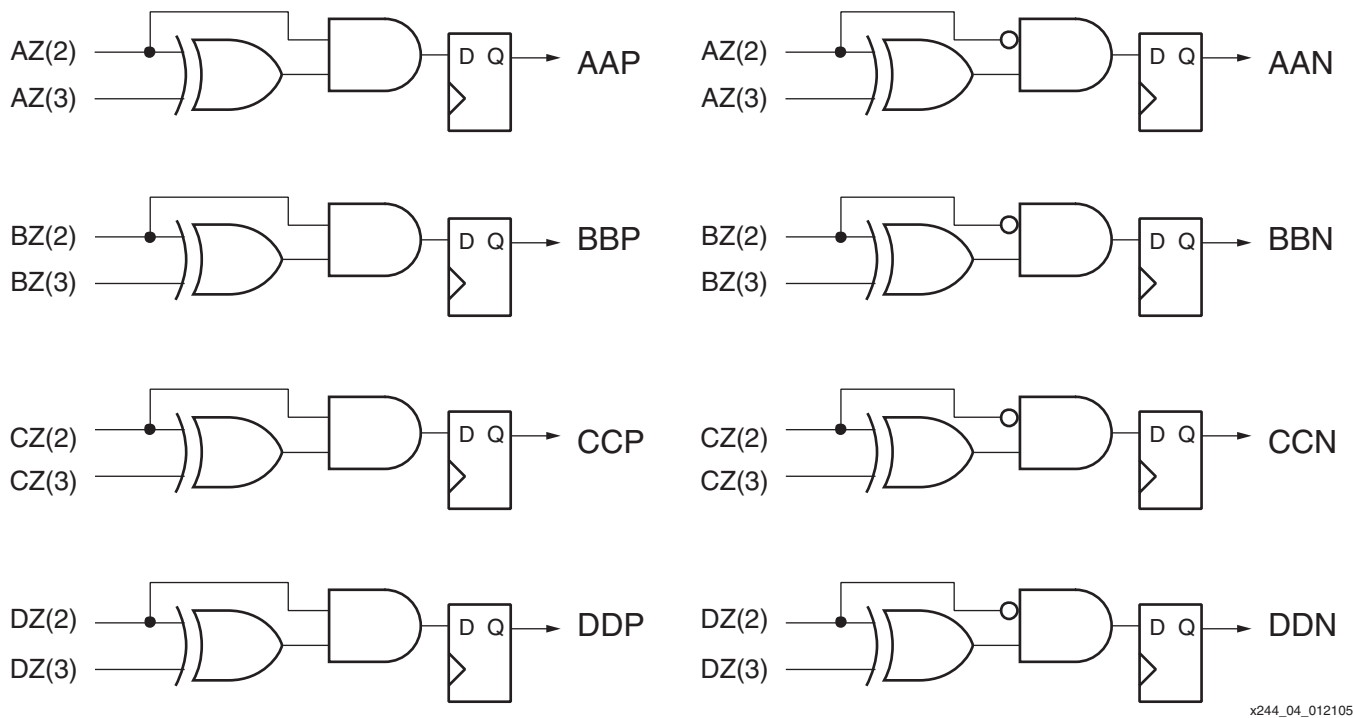 AZ(2) D Q AAP AZ(2) D Q AAN
AZ(3) AZ(3)
BZ(2) D Q BBP BZ(2) D Q BBN
BZ(3) BZ(3)
CZ(2) D Q CCP CZ(2) D Q CCN
CZ(3) CZ(3)
DZ(2) D Q DDP DZ(2) D Q DDN
DZ(3) DZ(3)
x244_04_012105